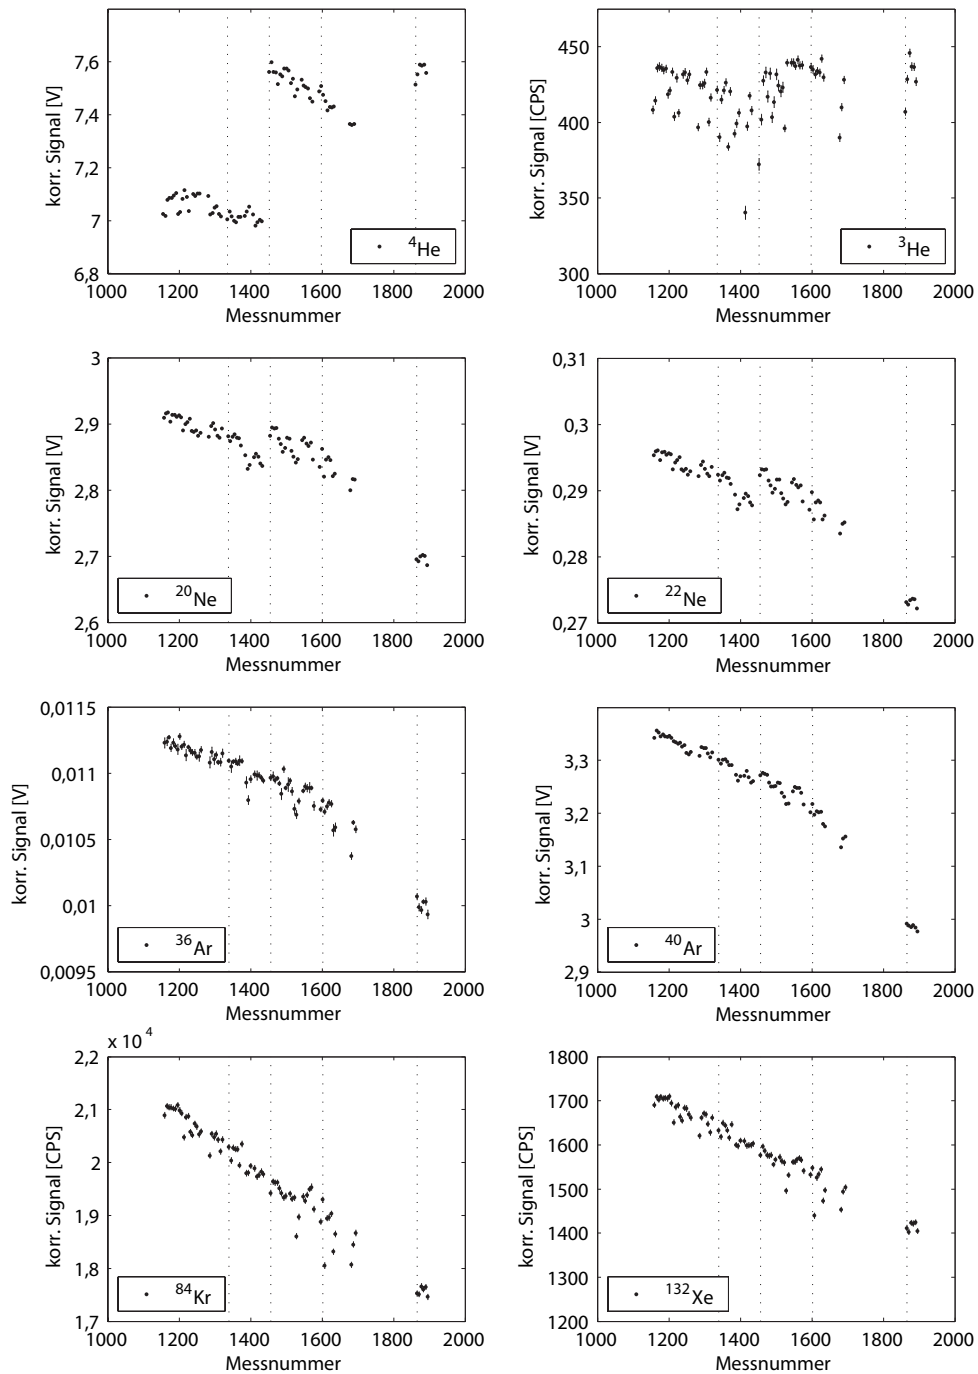 7,6
7,4
7,2
7
6,8
korr. Signal [V]
1000 1200 1400 1600 1800 2000
Messnummer
4He
450
400
350
300
korr. Signal [CPS]
1000 1200 1400 1600 1800 2000
Messnummer
3He
3
2,9
2,8
2,7
2,6
korr. Signal [V]
1000 1200 1400 1600 1800 2000
Messnummer
20Ne
0,31
0,3
0,29
0,28
0,27
korr. Signal [V]
1000 1200 1400 1600 1800 2000
Messnummer
22Ne
0,0115
0,011
0,0105
0,01
0,0095
korr. Signal [V]
1000 1200 1400 1600 1800 2000
Messnummer
36Ar
3,3
3,2
3,1
3
2,9
korr. Signal [V]
1000 1200 1400 1600 1800 2000
Messnummer
40Ar
x 10 4
2,2
2,1
2
1,9
1,8
1,7
korr. Signal [CPS]
1000 1200 1400 1600 1800 2000
Messnummer
84Kr
1800
1700
1600
1500
1400
1300
1200
korr. Signal [CPS]
1000 1200 1400 1600 1800 2000
Messnummer
132Xe